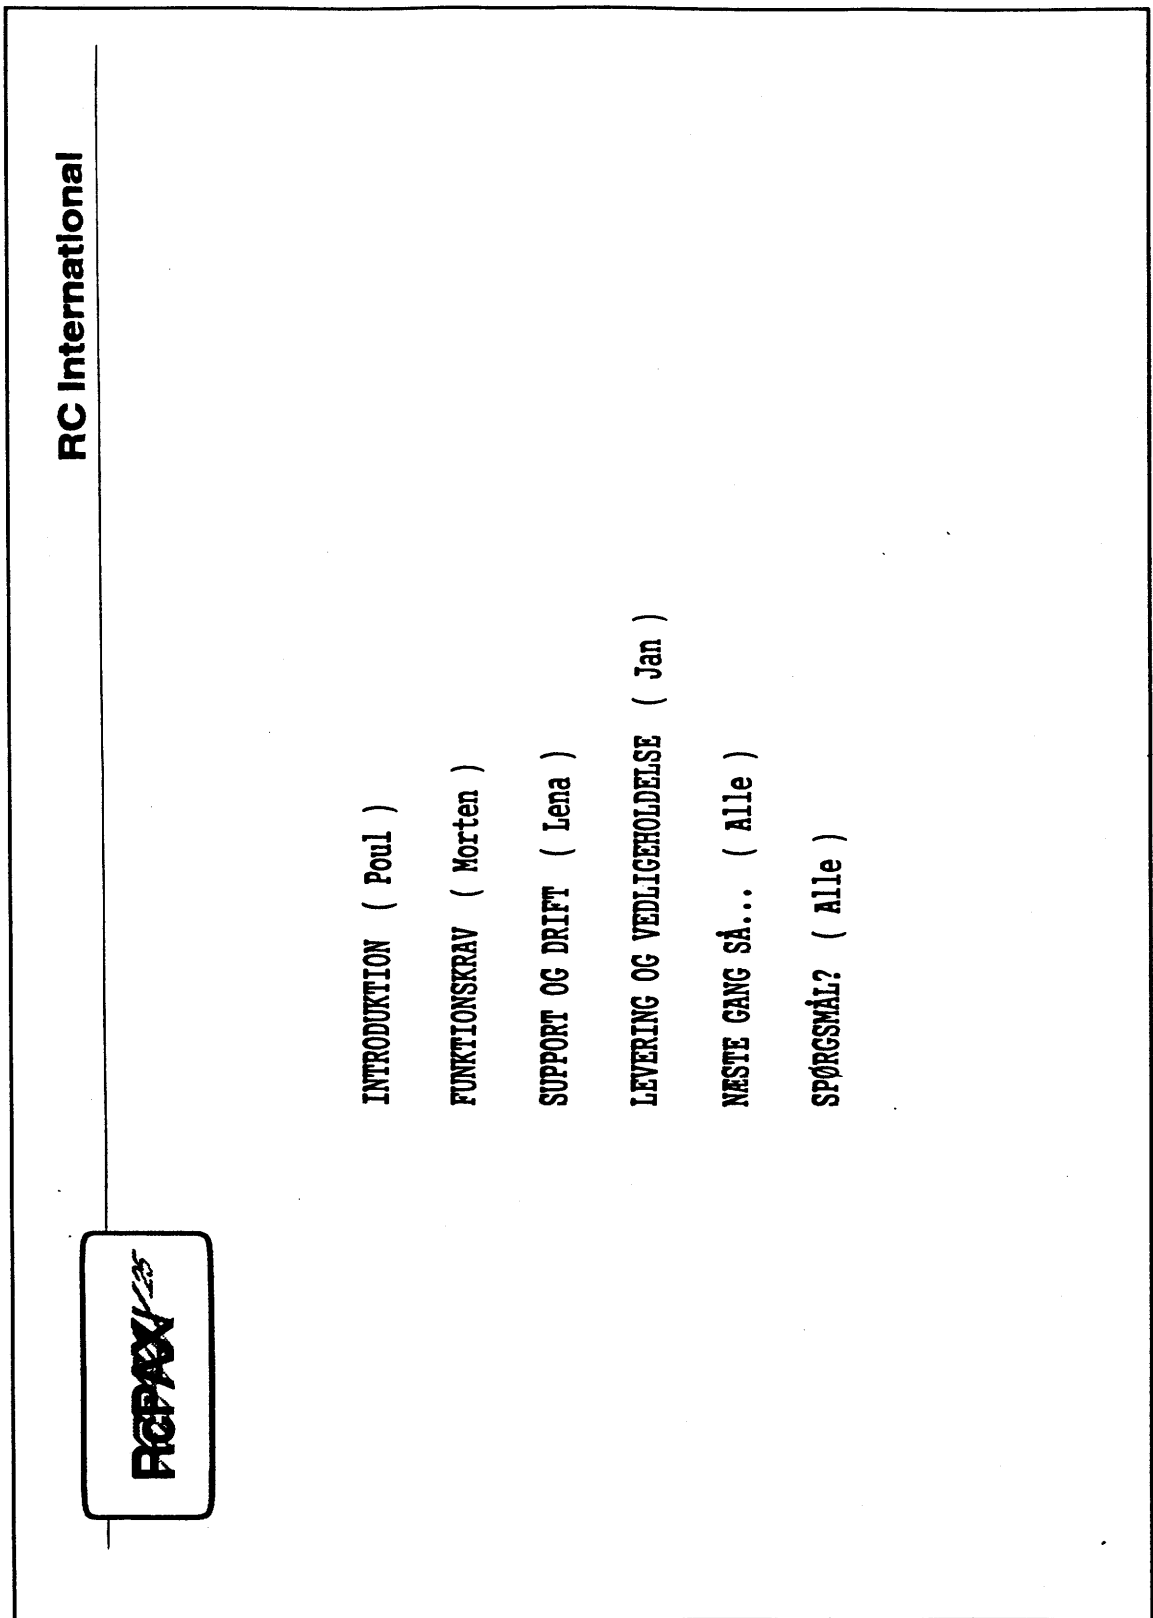 RcPAX
RC International
INTRODUKTION ( Poul )
FUNKTIONSKRAV ( Morten )
SUPPORT OG DRIFT ( Lena )
LEVERING OG VEDLIGEHOLDELSE ( Jan )
NÆSTE GANG SÅ... ( Alle )
SPØRGSMÅL? ( Alle )